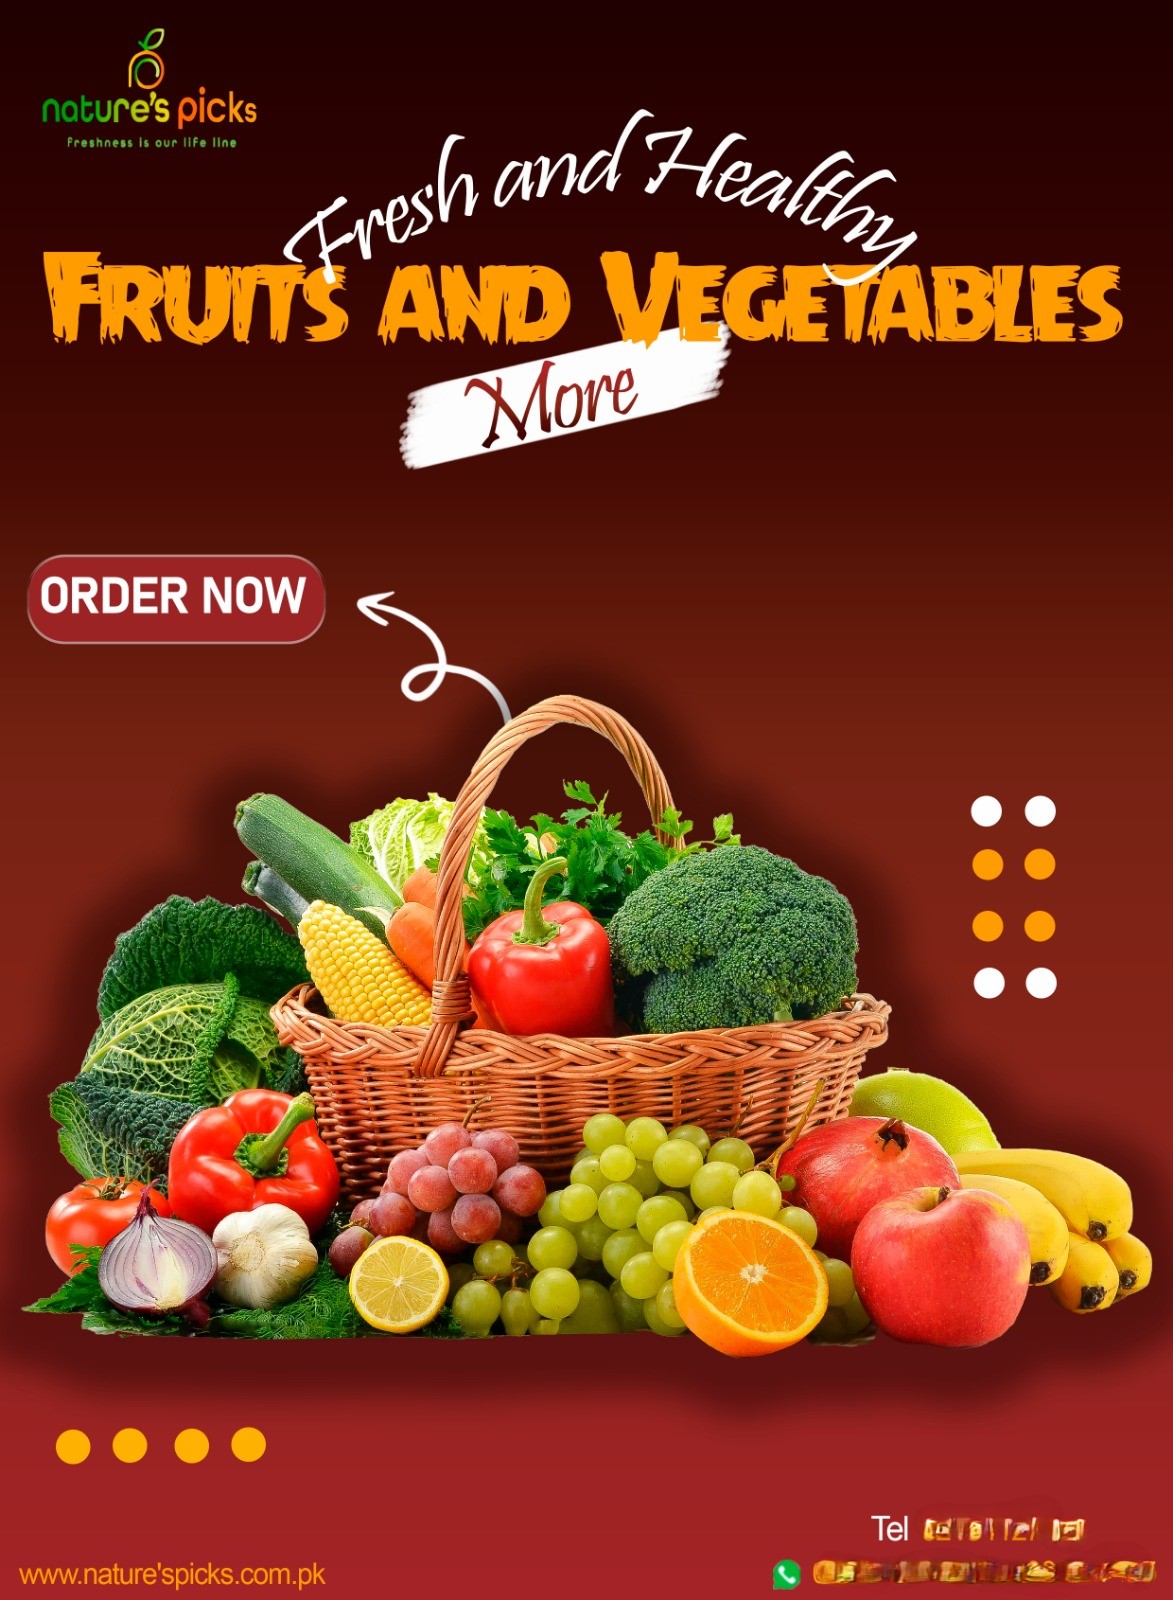 nature's picks
Freshness is our life line
Fresh and Healthy
FRUITS AND VEGETABLES
More
ORDER NOW
Tel
www.nature'spicks.com.pk